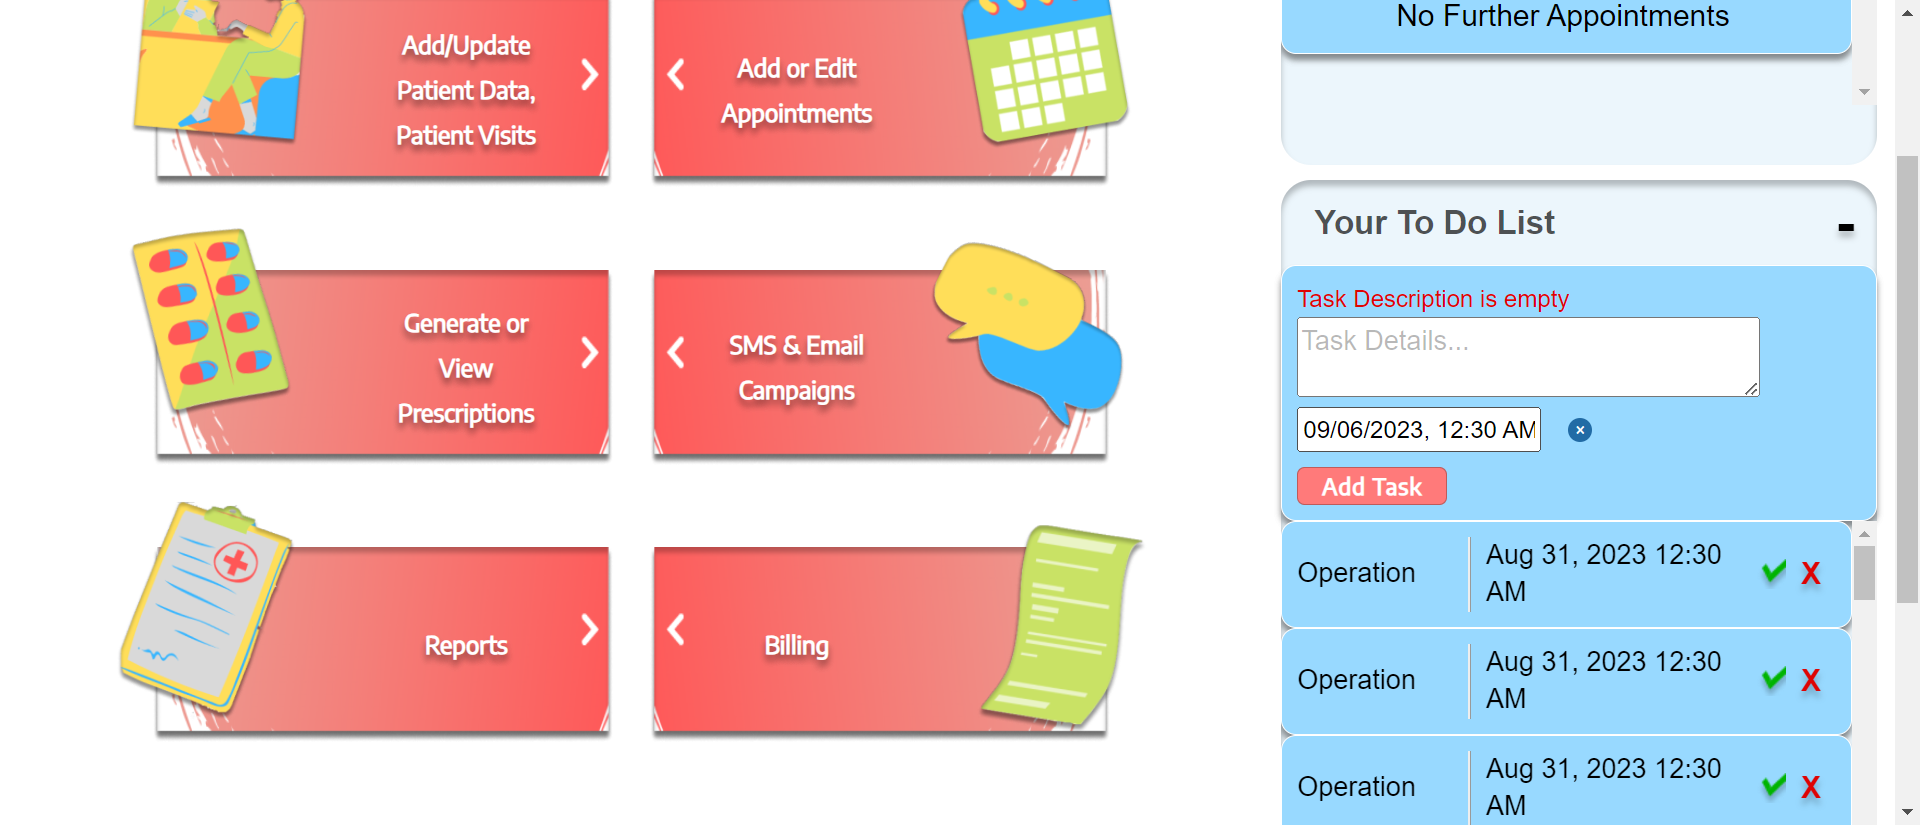 Add/Update
Patient Data,
Patient Visits
Add or Edit
Appointments
Generate or
View
Prescriptions
SMS & Email
Campaigns
Reports
Billing
No Further Appointments
Your To Do List
-
Task Description is empty
Task Details...
09/06/2023, 12:30 AM
Add Task
Operation
Aug 31, 2023 12:30
AM
X
Operation
Aug 31, 2023 12:30
AM
X
Operation
Aug 31, 2023 12:30
AM
X